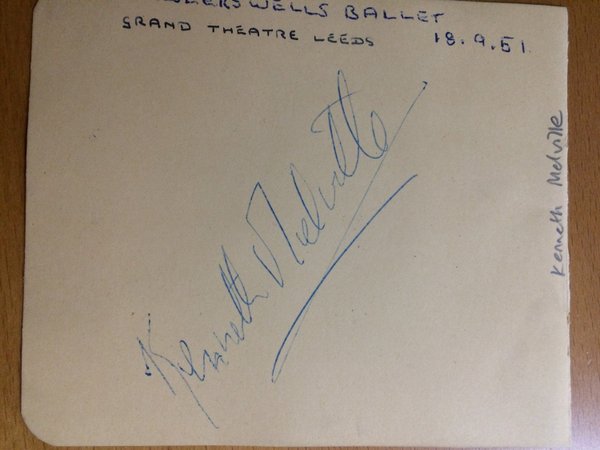 WELLS BALLET
GRAND THEATRE LEEDS 18.9.51
Kenneth Melville
Kenneth Melville